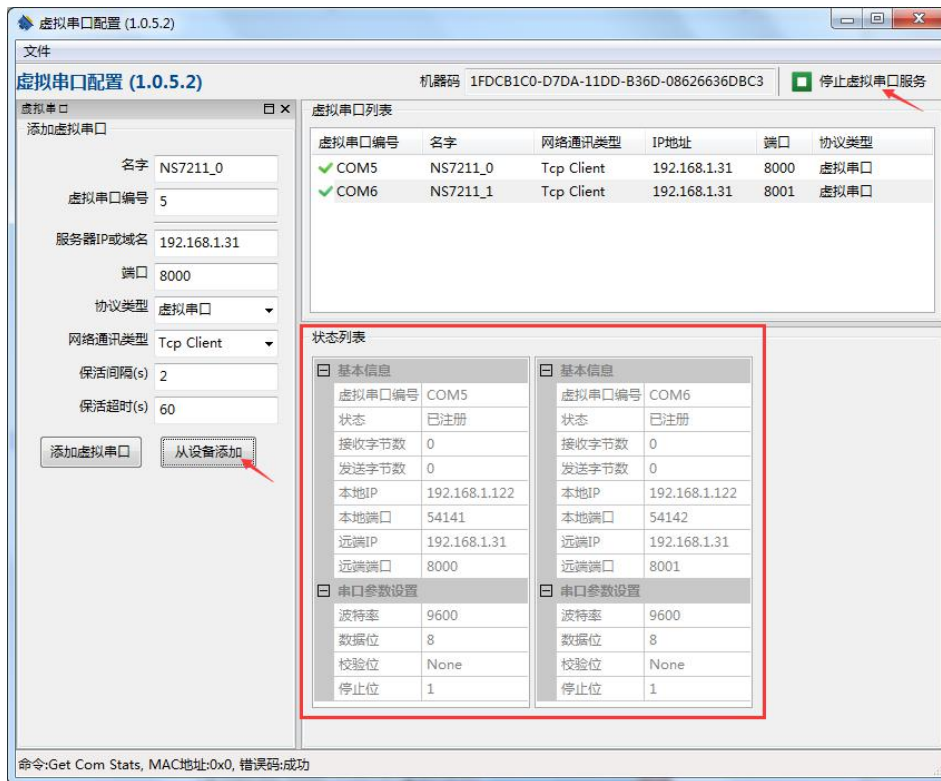 虚拟串口配置 (1.0.5.2)
文件
虚拟串口配置 (1.0.5.2)
机器码 1FDCB1C0-D7DA-11DD-B36D-08626636DBC3 停止虚拟串口服务
虚拟串口
添加虚拟串口
名字 NS7211_0
虚拟串口编号 5
服务器IP或域名 192.168.1.31
端口 8000
协议类型 虚拟串口
网络通讯类型 Tcp Client
保活间隔(s) 2
保活超时(s) 60
添加虚拟串口 从设备添加
虚拟串口列表
虚拟串口编号 名字 网络通讯类型 IP地址 端口 协议类型
COM5 NS7211_0 Tcp Client 192.168.1.31 8000 虚拟串口
COM6 NS7211_1 Tcp Client 192.168.1.31 8001 虚拟串口
状态列表
基本信息
虚拟串口编号 COM5
状态 已注册
接收字节数 0
发送字节数 0
本地IP 192.168.1.122
本地端口 54141
远端IP 192.168.1.31
远端端口 8000
串口参数设置
波特率 9600
数据位 8
校验位 None
停止位 1
基本信息
虚拟串口编号 COM6
状态 已注册
接收字节数 0
发送字节数 0
本地IP 192.168.1.122
本地端口 54142
远端IP 192.168.1.31
远端端口 8001
串口参数设置
波特率 9600
数据位 8
校验位 None
停止位 1
命令:Get Com Stats, MAC地址:0x0, 错误码:成功